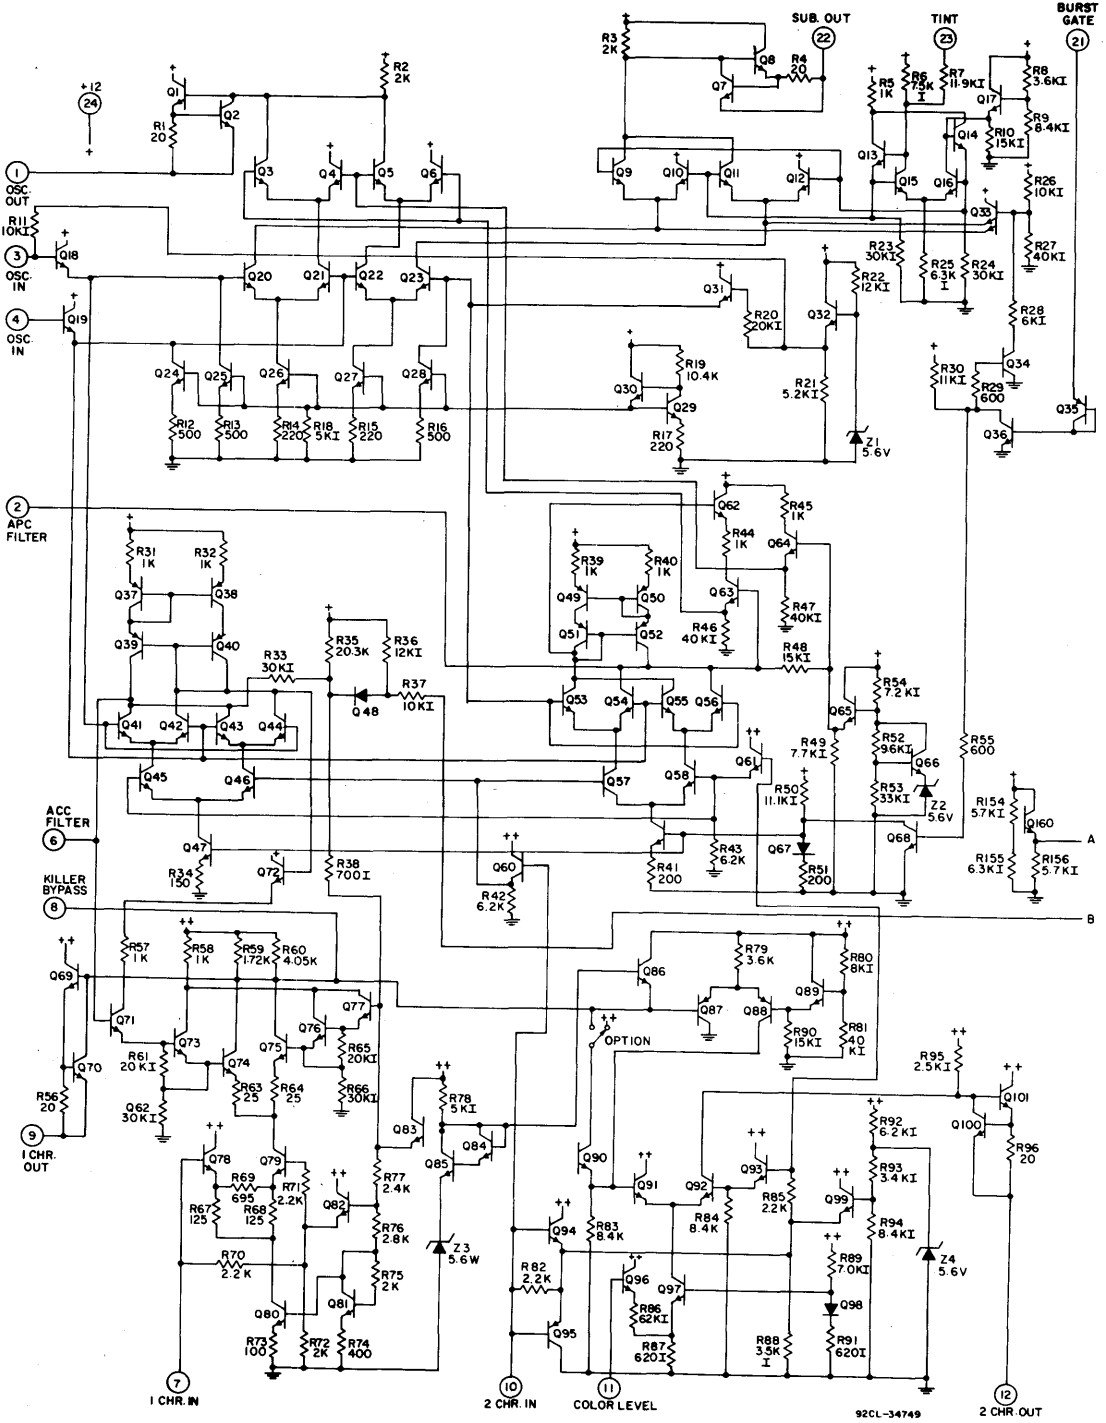 BURST
GATE
21
SUB. OUT
22
TINT
23
R3
2K
Q8
R4
20
Q7
R2
2K
+12
24
Q1
Q2
R1
20
R5
1K
R6
7.5K
I
R7
11.9KI
Q17
R8
3.6KI
R9
8.4KI
R10
15KI
Q14
Q13
Q15
Q16
1
OSC.
OUT
Q3
Q4
Q5
Q6
Q9
Q10
Q11
Q12
R26
10KI
Q33
R27
40KI
R11
10KI
3
OSC.
IN
Q18
Q20
Q21
Q22
Q23
R23
30KI
R25
6.3K
I
R24
30KI
Q31
R20
20KI
Q32
R22
12KI
R28
6KI
4
OSC.
IN
Q19
Q24
Q25
Q26
Q27
Q28
R12
500
R13
500
R14
220
R18
5KI
R15
220
R16
500
Q30
R19
10.4K
Q29
R17
220
R21
5.2KI
Z1
5.6V
R30
11KI
R29
600
Q34
Q36
Q35
2
APC
FILTER
Q62
R44
1K
R45
1K
Q64
Q63
R46
40KI
R47
40KI
R31
1K
R32
1K
Q37
Q38
Q39
Q40
R39
1K
R40
1K
Q49
Q50
Q51
Q52
R33
30KI
R35
20.3K
R36
12KI
R37
10KI
Q48
R48
15KI
R54
7.2KI
Q41
Q42
Q43
Q44
Q53
Q54
Q55
Q56
Q65
R49
7.7KI
R52
9.6KI
Q66
R53
33KI
Z2
5.6V
R55
600
Q45
Q46
Q57
Q58
Q61
R50
11.1KI
Q68
R154
5.7KI
Q160
A
6
ACC
FILTER
Q47
R34
150
Q72
R38
700I
Q60
R42
6.2K
R41
200
R43
6.2K
Q67
R51
200
R155
6.3KI
R156
5.7KI
8
KILLER
BYPASS
B
R57
1K
R58
1K
R59
1.72K
R60
4.05K
Q69
Q71
Q73
Q74
Q75
Q76
Q77
R65
20KI
R66
30KI
Q86
R79
3.6K
Q87
Q88
Q89
R80
8KI
R81
40
KI
R90
15KI
OPTION
R61
20KI
Q62
30KI
Q70
R56
20
R63
25
R64
25
9
1 CHR.
OUT
R95
2.5KI
Q101
Q100
R96
20
R78
5KI
Q83
Q84
Q85
Q78
Q79
R69
695
R67
125
R68
125
R71
2.2K
Q82
R77
2.4K
R76
2.8K
R75
2K
R70
2.2K
Z3
5.6W
Q80
Q81
R73
100
R72
2K
R74
400
Q90
Q91
Q92
Q93
R83
8.4K
R84
8.4K
R85
2.2K
Q99
R92
6.2KI
R93
3.4KI
R94
8.4KI
Z4
5.6V
Q94
R82
2.2K
Q95
Q96
Q97
R86
62KI
R87
620I
R88
3.5K
I
R89
7.0KI
Q98
R91
620I
7
1 CHR. IN
10
2 CHR. IN
11
COLOR LEVEL
12
2 CHR. OUT
92CL-34749